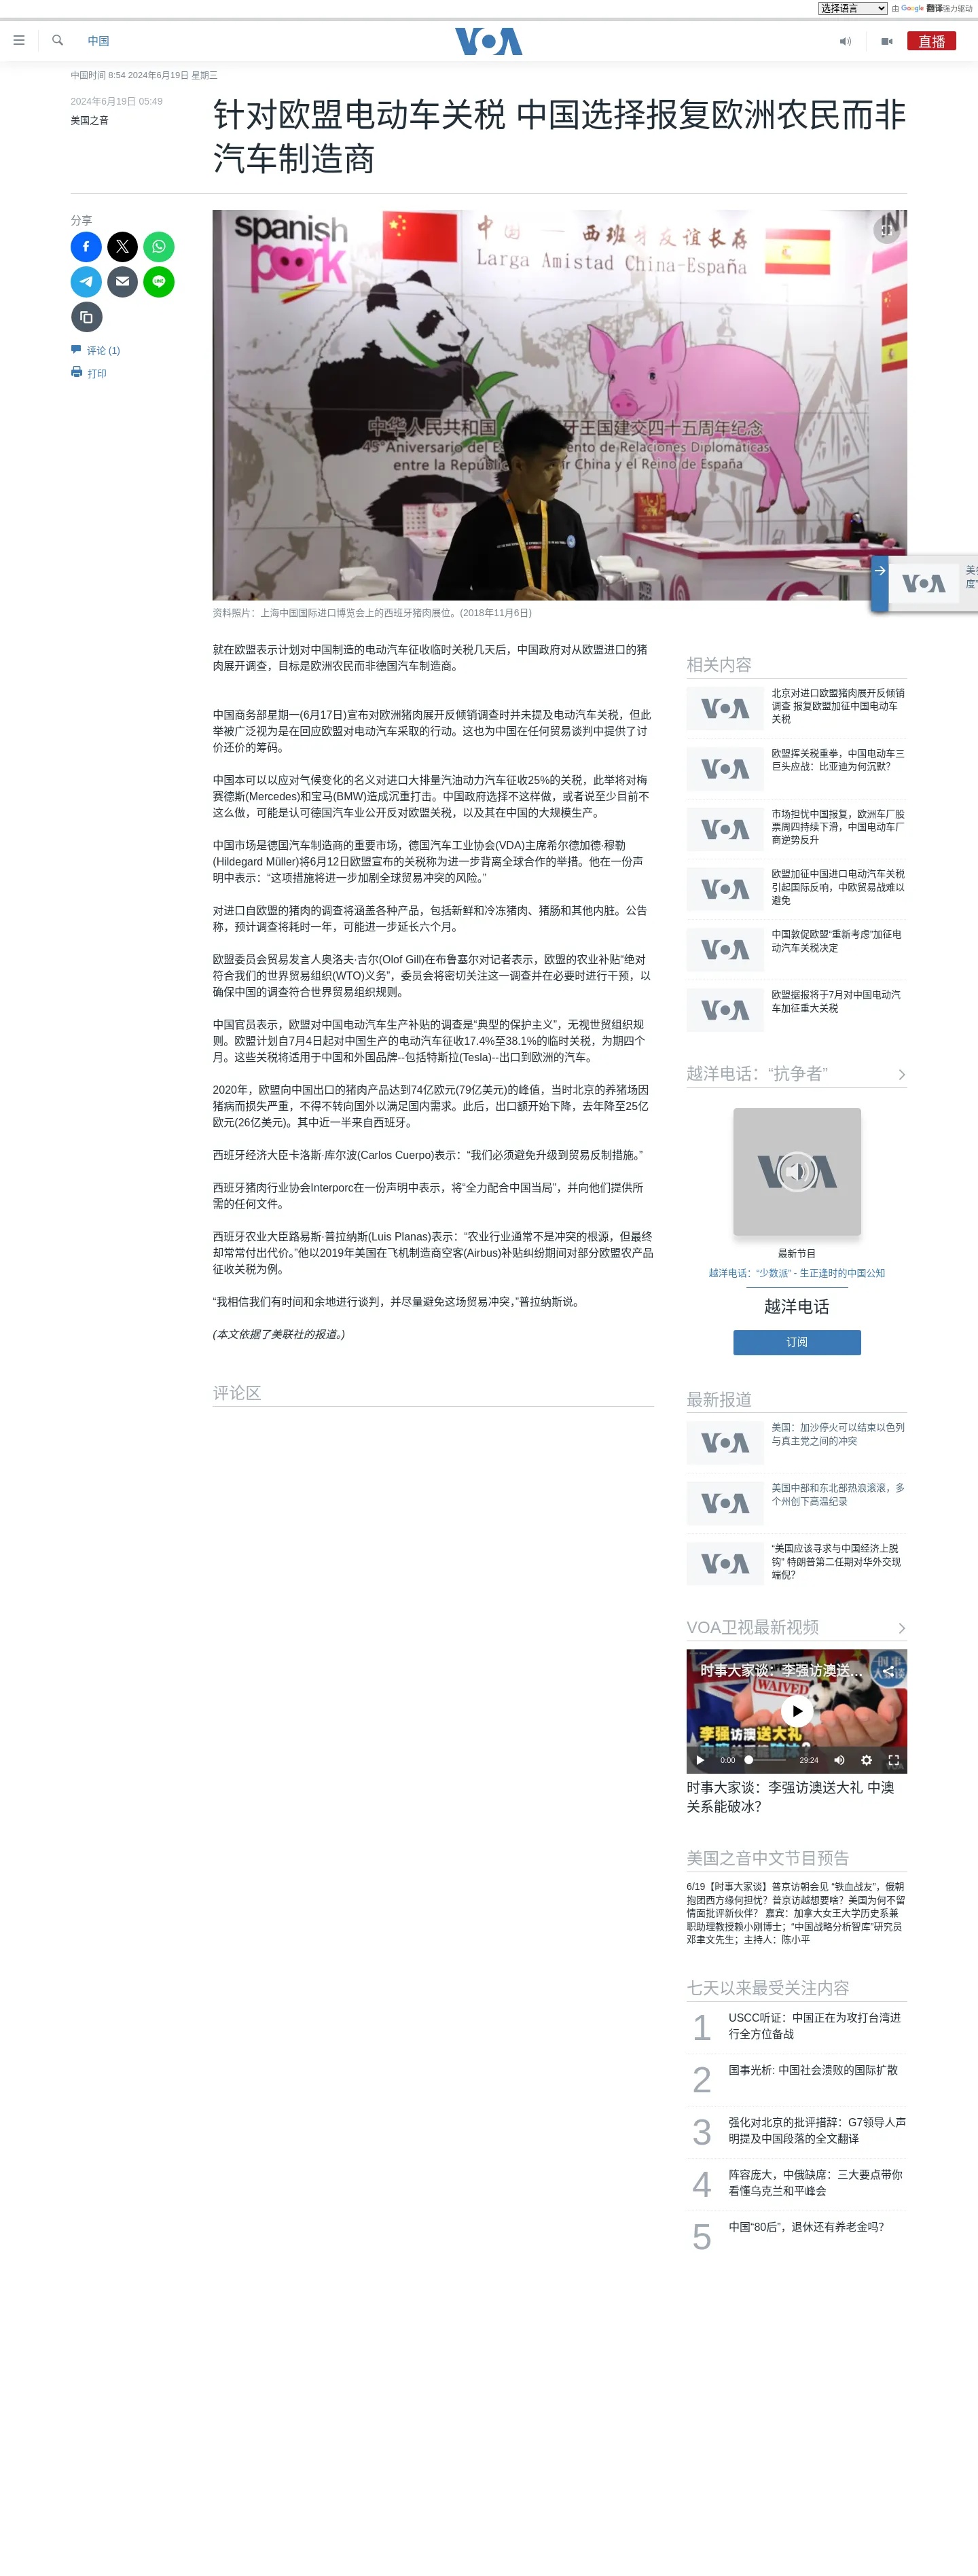 选择语言
由 Google 翻译强力驱动
中国
VOA
直播
中国时间 8:54 2024年6月19日 星期三
2024年6月19日 05:49
美国之音
针对欧盟电动车关税 中国选择报复欧洲农民而非
汽车制造商
分享
LINE
评论 (1)
打印
spanish
pork
中国—西班牙友谊长存
Larga Amistad China-España
中华人民共和国
牙王国建交四十五周年纪念
45° Aniversario del Es
ento de Relaciones Diplomáticas
entre la Repúbl
ir China y el Reino de España
资料照片：上海中国国际进口博览会上的西班牙猪肉展位。(2018年11月6日)
VOA
度”
就在欧盟表示计划对中国制造的电动汽车征收临时关税几天后，中国政府对从欧盟进口的猪
肉展开调查，目标是欧洲农民而非德国汽车制造商。
中国商务部星期一(6月17日)宣布对欧洲猪肉展开反倾销调查时并未提及电动汽车关税，但此
举被广泛视为是在回应欧盟对电动汽车采取的行动。这也为中国在任何贸易谈判中提供了讨
价还价的筹码。
中国本可以以应对气候变化的名义对进口大排量汽油动力汽车征收25%的关税，此举将对梅
赛德斯(Mercedes)和宝马(BMW)造成沉重打击。中国政府选择不这样做，或者说至少目前不
这么做，可能是认可德国汽车业公开反对欧盟关税，以及其在中国的大规模生产。
中国市场是德国汽车制造商的重要市场，德国汽车工业协会(VDA)主席希尔德加德·穆勒
(Hildegard Müller)将6月12日欧盟宣布的关税称为进一步背离全球合作的举措。他在一份声
明中表示：“这项措施将进一步加剧全球贸易冲突的风险。”
对进口自欧盟的猪肉的调查将涵盖各种产品，包括新鲜和冷冻猪肉、猪肠和其他内脏。公告
称，预计调查将耗时一年，可能进一步延长六个月。
欧盟委员会贸易发言人奥洛夫·吉尔(Olof Gill)在布鲁塞尔对记者表示，欧盟的农业补贴“绝对
符合我们的世界贸易组织(WTO)义务”，委员会将密切关注这一调查并在必要时进行干预，以
确保中国的调查符合世界贸易组织规则。
中国官员表示，欧盟对中国电动汽车生产补贴的调查是“典型的保护主义”，无视世贸组织规
则。欧盟计划自7月4日起对中国生产的电动汽车征收17.4%至38.1%的临时关税，为期四个
月。这些关税将适用于中国和外国品牌--包括特斯拉(Tesla)--出口到欧洲的汽车。
2020年，欧盟向中国出口的猪肉产品达到74亿欧元(79亿美元)的峰值，当时北京的养猪场因
猪病而损失严重，不得不转向国外以满足国内需求。此后，出口额开始下降，去年降至25亿
欧元(26亿美元)。其中近一半来自西班牙。
西班牙经济大臣卡洛斯·库尔波(Carlos Cuerpo)表示：“我们必须避免升级到贸易反制措施。”
西班牙猪肉行业协会Interporc在一份声明中表示，将“全力配合中国当局”，并向他们提供所
需的任何文件。
西班牙农业大臣路易斯·普拉纳斯(Luis Planas)表示：“农业行业通常不是冲突的根源，但最终
却常常付出代价。”他以2019年美国在飞机制造商空客(Airbus)补贴纠纷期间对部分欧盟农产品
征收关税为例。
“我相信我们有时间和余地进行谈判，并尽量避免这场贸易冲突，”普拉纳斯说。
(本文依据了美联社的报道。)
评论区
相关内容
VOA
北京对进口欧盟猪肉展开反倾销
调查 报复欧盟加征中国电动车
关税
VOA
欧盟挥关税重拳，中国电动车三
巨头应战：比亚迪为何沉默？
VOA
市场担忧中国报复，欧洲车厂股
票周四持续下滑，中国电动车厂
商逆势反升
VOA
欧盟加征中国进口电动汽车关税
引起国际反响，中欧贸易战难以
避免
VOA
中国敦促欧盟“重新考虑”加征电
动汽车关税决定
VOA
欧盟据报将于7月对中国电动汽
车加征重大关税
越洋电话：“抗争者”
VOA
最新节目
越洋电话：“少数派” - 生正逢时的中国公知
越洋电话
订阅
最新报道
VOA
美国：加沙停火可以结束以色列
与真主党之间的冲突
VOA
美国中部和东北部热浪滚滚，多
个州创下高温纪录
VOA
“美国应该寻求与中国经济上脱
钩” 特朗普第二任期对华外交现
端倪？
VOA卫视最新视频
时事大家谈：李强访澳送…
时事
大家谈
WAIVED
李强访澳送大礼
0:00
29:24
时事大家谈：李强访澳送大礼 中澳
关系能破冰？
美国之音中文节目预告
6/19【时事大家谈】普京访朝会见 “铁血战友”，俄朝
抱团西方缘何担忧？普京访越想要啥？美国为何不留
情面批评新伙伴？ 嘉宾：加拿大女王大学历史系兼
职助理教授赖小刚博士；“中国战略分析智库”研究员
邓聿文先生；主持人：陈小平
七天以来最受关注内容
1
USCC听证：中国正在为攻打台湾进
行全方位备战
2
国事光析: 中国社会溃败的国际扩散
3
强化对北京的批评措辞：G7领导人声
明提及中国段落的全文翻译
4
阵容庞大，中俄缺席：三大要点带你
看懂乌克兰和平峰会
5
中国“80后”，退休还有养老金吗？